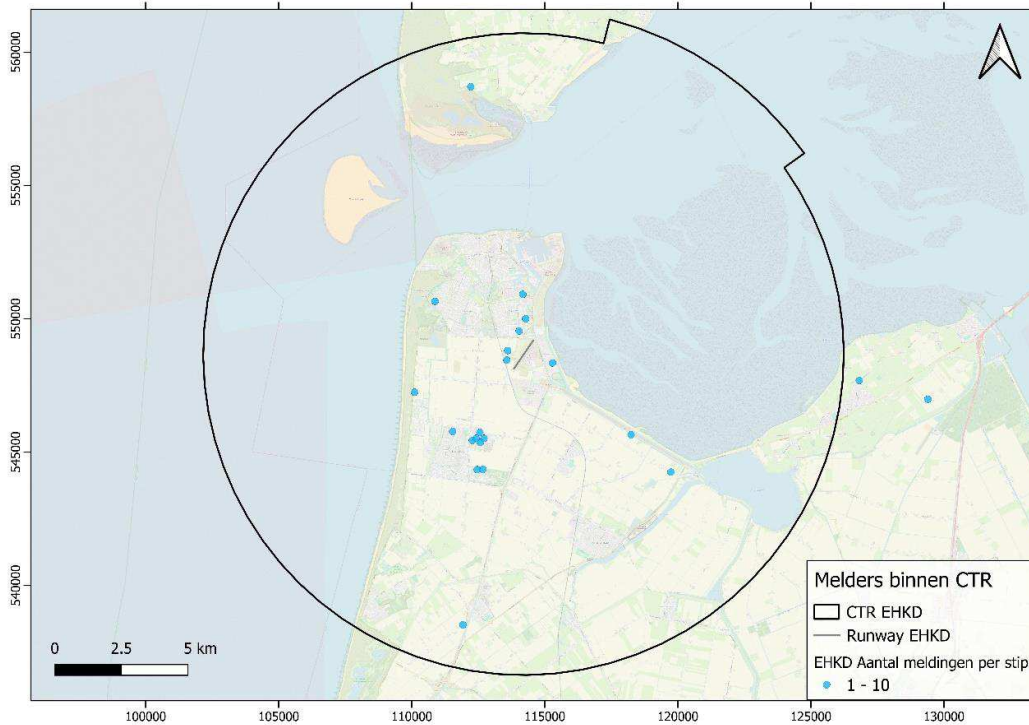 560000
555000
550000
545000
540000
0 2.5 5 km
Melders binnen CTR
CTR EHKD
Runway EHKD
EHKD Aantal meldingen per stip
1 - 10
100000 105000 110000 115000 120000 125000 130000